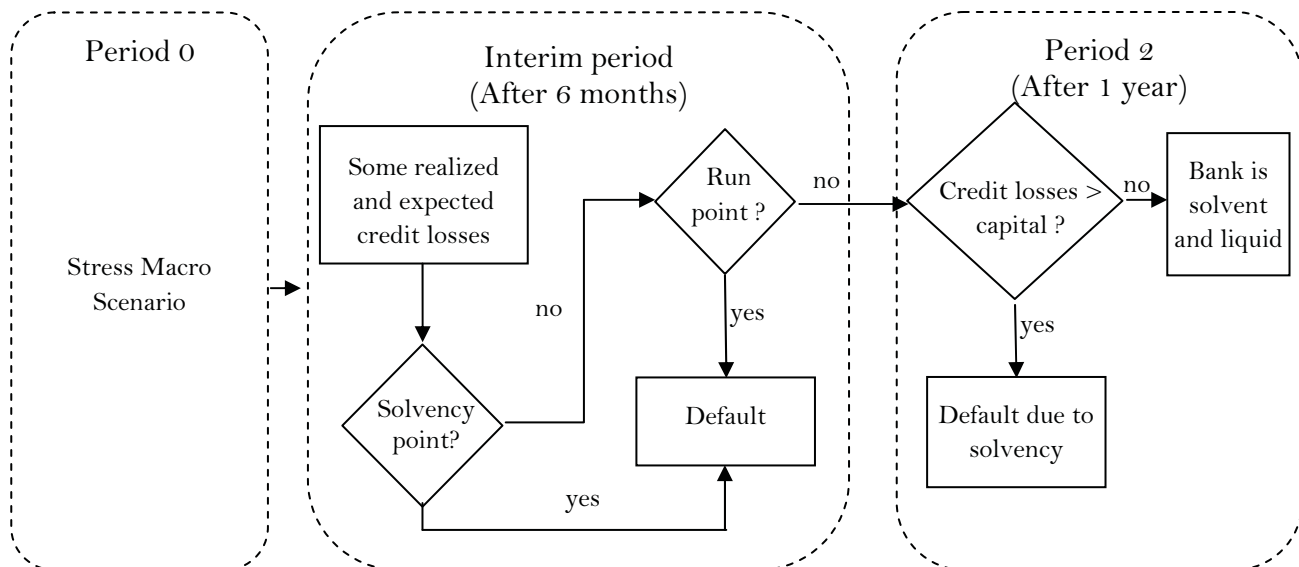 Period 0
Stress Macro
Scenario
Interim period
(After 6 months)
Some realized
and expected
credit losses
Solvency
point?
no
yes
Run
point ?
yes
Default
no
Period 2
(After 1 year)
Credit losses >
capital ?
no
Bank is
solvent
and liquid
yes
Default due to
solvency